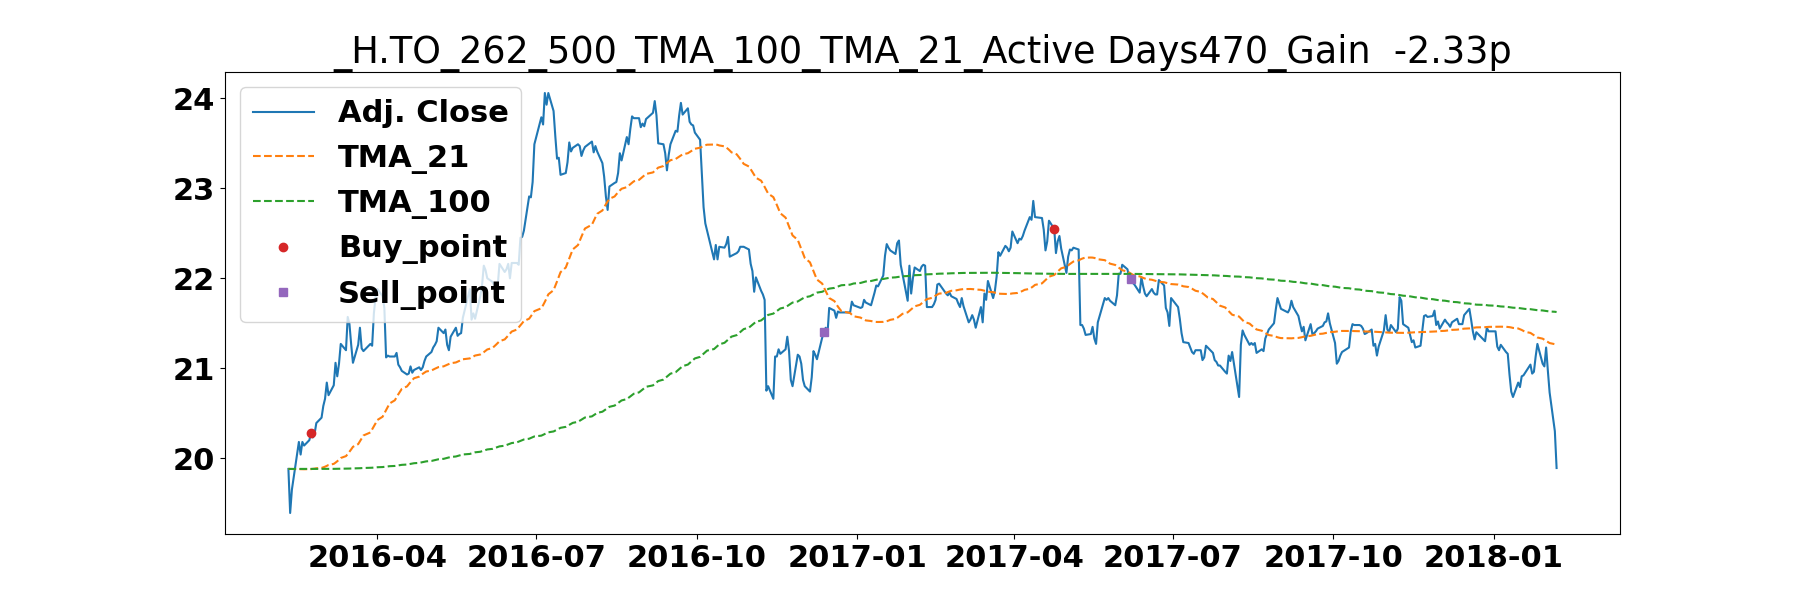 _H.TO_262_500_TMA_100_TMA_21_Active Days470_Gain  -2.33p
24
23
22
21
20
Adj. Close
TMA_21
TMA_100
Buy_point
Sell_point
2016-04 2016-07 2016-10 2017-01 2017-04 2017-07 2017-10 2018-01